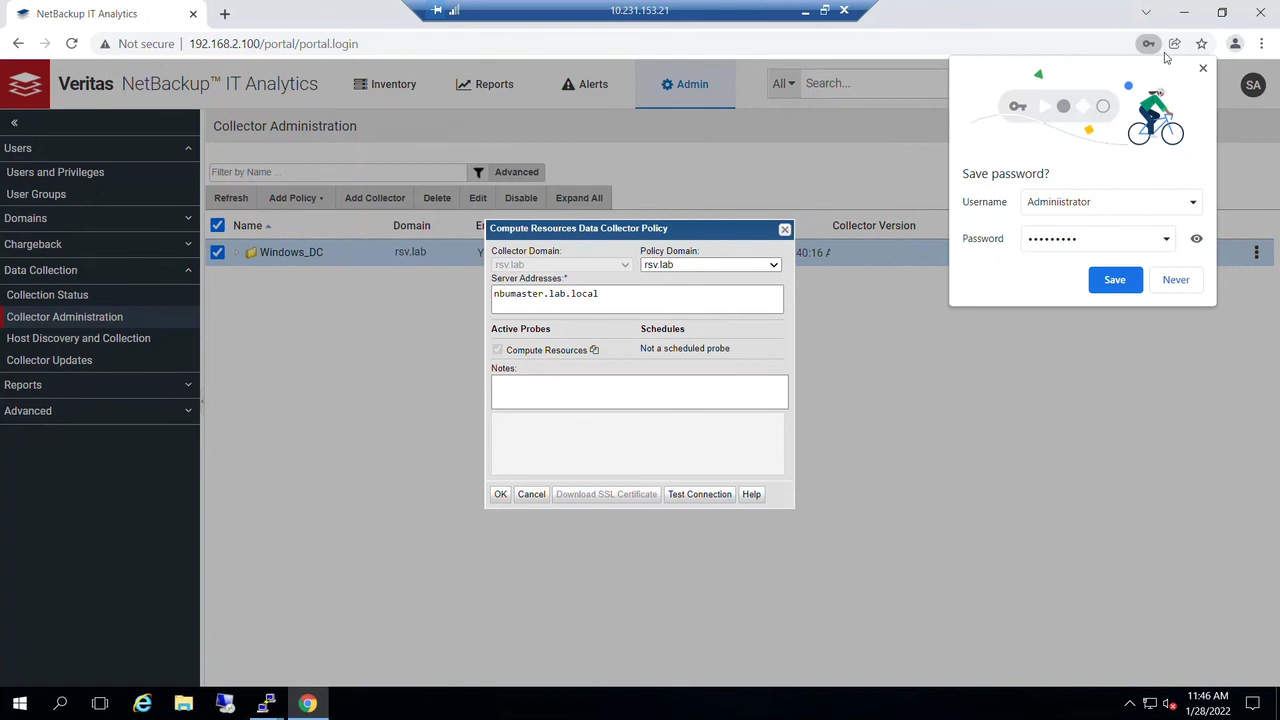 NetBackup IT Analytics
10.231.153.21
Not secure
192.168.2.100/portal/portal.login
Veritas NetBackup™ IT Analytics
Inventory
Reports
Alerts
Admin
All
Search...
SA
Users
Users and Privileges
User Groups
Domains
Chargeback
Data Collection
Collection Status
Collector Administration
Host Discovery and Collection
Collector Updates
Reports
Advanced
Collector Administration
Filter by Name ...
Advanced
Refresh
Add Policy
Add Collector
Delete
Edit
Disable
Expand All
Name
Domain
Collector Version
Windows_DC
rsv.lab
40:16
Compute Resources Data Collector Policy
Collector Domain:
Policy Domain:
rsv.lab
rsv.lab
Server Addresses:*
nbumaster.lab.local
Active Probes
Schedules
Compute Resources
Not a scheduled probe
Notes:
OK
Cancel
Download SSL Certificate
Test Connection
Help
Save password?
Username
Adminiistrator
Password
•••••••••
Save
Never
11:46 AM
1/28/2022